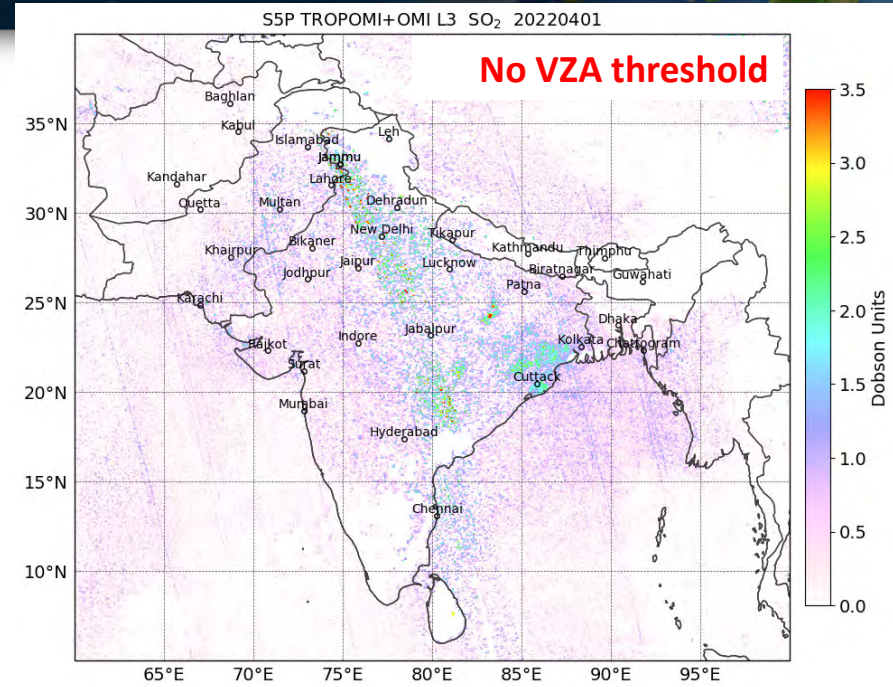 S5P TROPOMI+OMI L3 SO₂ 20220401
No VZA threshold
Baghlan
Kabul
Islamabad
Leh
Jammu
Kandahar
Lahore
Quetta
Multan
Dehradun
New Delhi
Tikapur
Khairpur
Bikaner
Kathmandu
Thimphu
Jaipur
Lucknow
Biratnagar
Guwahati
Jodhpur
Patna
Karachi
Dhaka
Indore
Jabalpur
Kolkata
Chattogram
Rajkot
Surat
Cuttack
Mumbai
Hyderabad
Chennai
35°N
30°N
25°N
20°N
15°N
10°N
65°E 70°E 75°E 80°E 85°E 90°E 95°E
3.5
3.0
2.5
2.0
1.5
1.0
0.5
0.0
Dobson Units